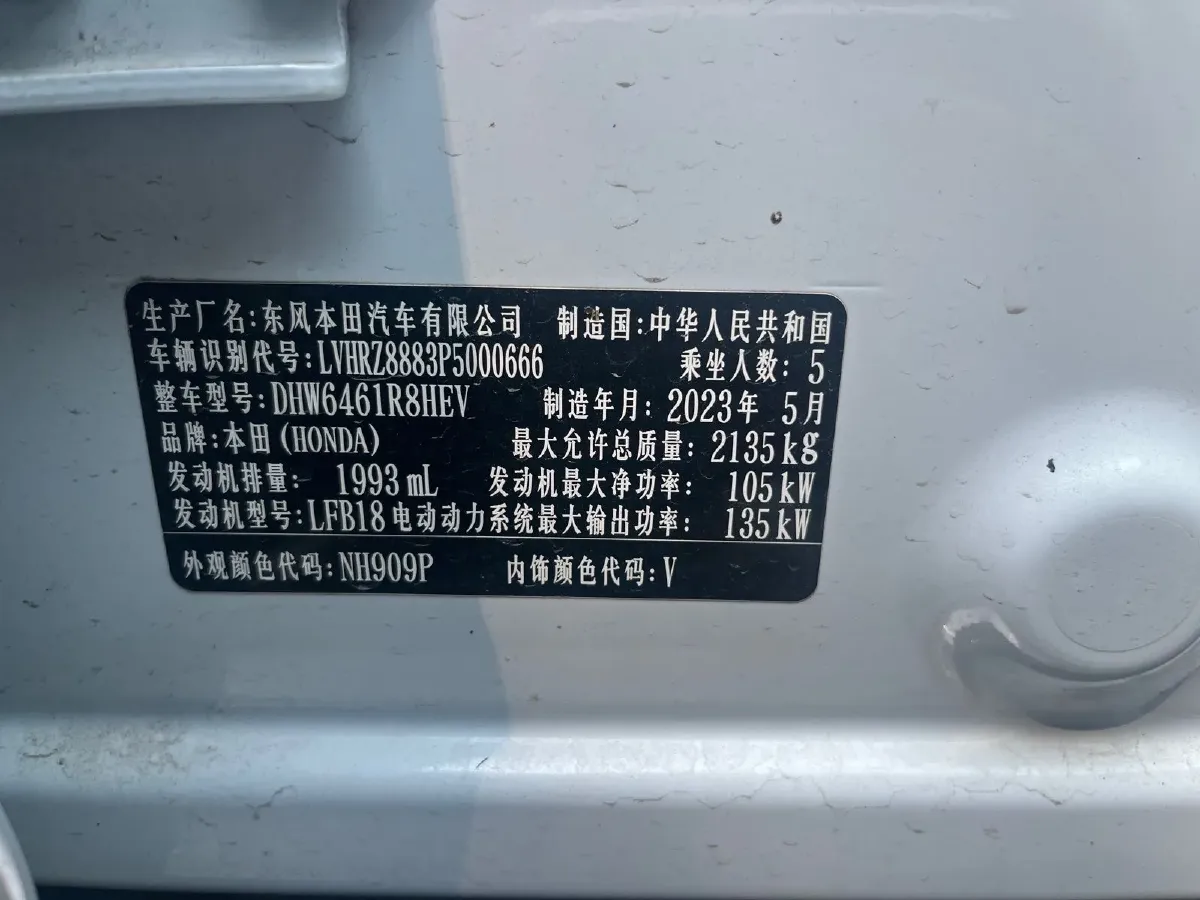 生产厂名:东风本田汽车有限公司 制造国:中华人民共和国
车辆识别代号:LVHRZ8883P5000666 乘坐人数: 5
整车型号:DHW6461R8HEV 制造年月: 2023年 5月
品牌:本田(HONDA) 最大允许总质量: 2135kg
发动机排量: 1993mL 发动机最大净功率: 105kW
发动机型号:LFB18 电动动力系统最大输出功率: 135kW
外观颜色代码:NH909P 内饰颜色代码:V